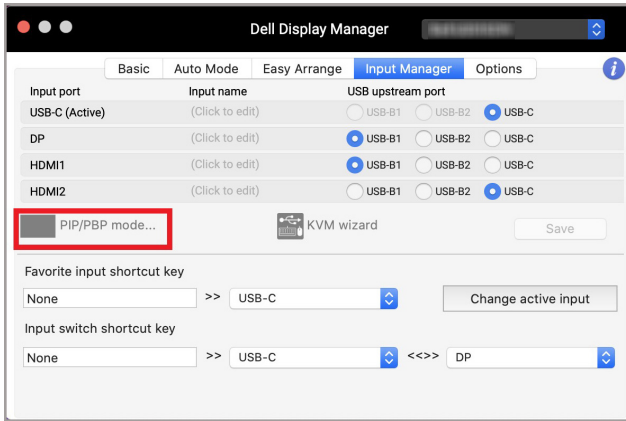 Dell Display Manager
Basic Auto Mode Easy Arrange Input Manager Options i
Input port Input name USB upstream port
USB-C (Active) (Click to edit) USB-B1 USB-B2 USB-C
DP (Click to edit) USB-B1 USB-B2 USB-C
HDMI1 (Click to edit) USB-B1 USB-B2 USB-C
HDMI2 (Click to edit) USB-B1 USB-B2 USB-C
PIP/PBP mode... KVM wizard Save
Favorite input shortcut key
None >> USB-C Change active input
Input switch shortcut key
None >> USB-C <<>> DP